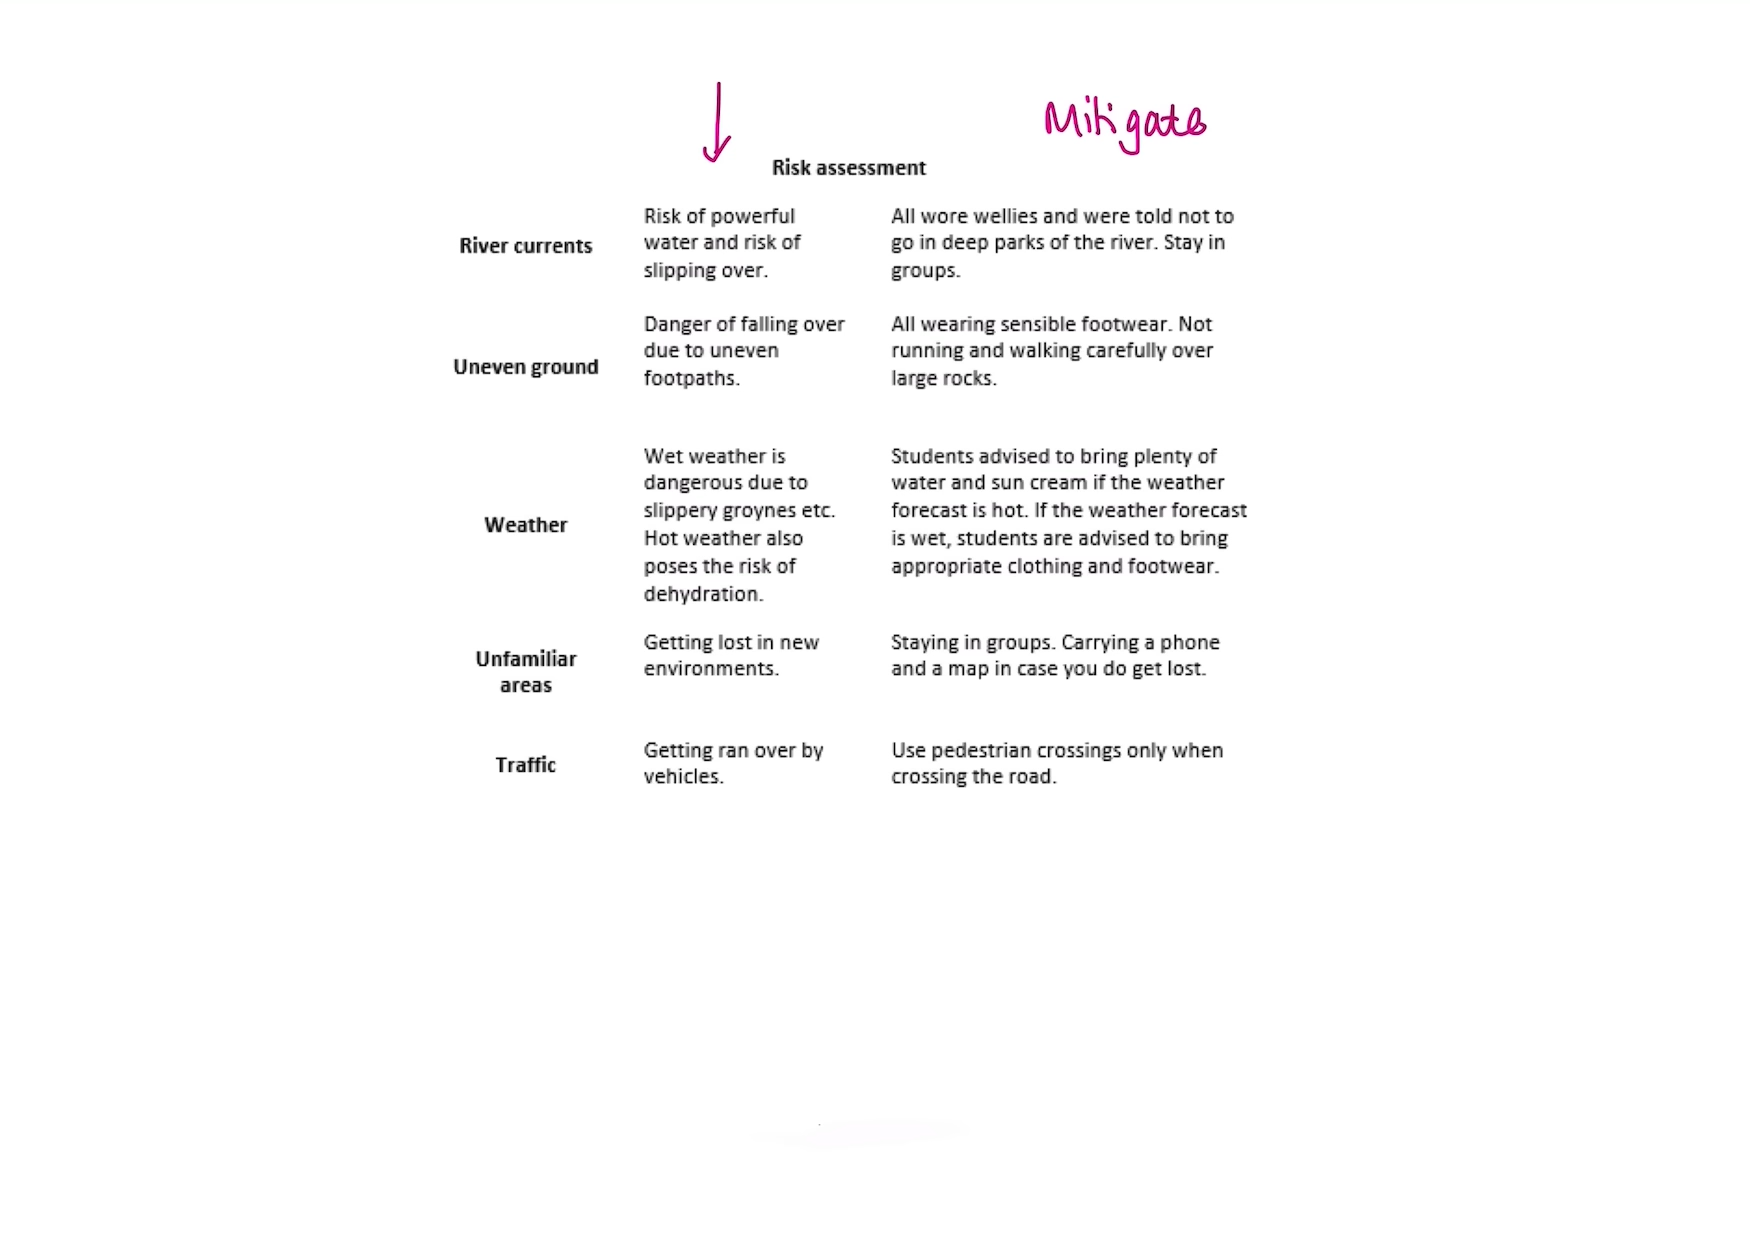 Mitigate
Risk assessment
River currents
Risk of powerful
water and risk of
slipping over.
All wore wellies and were told not to
go in deep parks of the river. Stay in
groups.
Uneven ground
Danger of falling over
due to uneven
footpaths.
All wearing sensible footwear. Not
running and walking carefully over
large rocks.
Weather
Wet weather is
dangerous due to
slippery groynes etc.
Hot weather also
poses the risk of
dehydration.
Students advised to bring plenty of
water and sun cream if the weather
forecast is hot. If the weather forecast
is wet, students are advised to bring
appropriate clothing and footwear.
Unfamiliar
areas
Getting lost in new
environments.
Staying in groups. Carrying a phone
and a map in case you do get lost.
Traffic
Getting ran over by
vehicles.
Use pedestrian crossings only when
crossing the road.